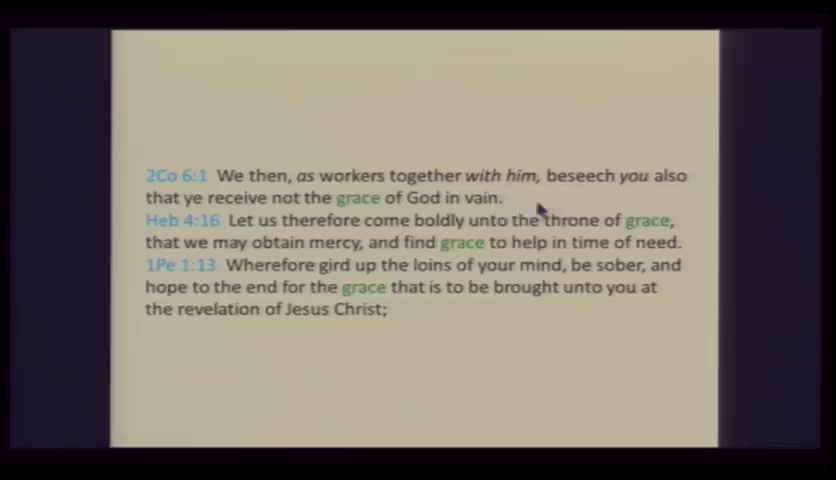 2Co 6:1 We then, as workers together with him, beseech you also
that ye receive not the grace of God in vain.
Heb 4:16 Let us therefore come boldly unto the throne of grace,
that we may obtain mercy, and find grace to help in time of need.
1Pe 1:13 Wherefore gird up the loins of your mind, be sober, and
hope to the end for the grace that is to be brought unto you at
the revelation of Jesus Christ;